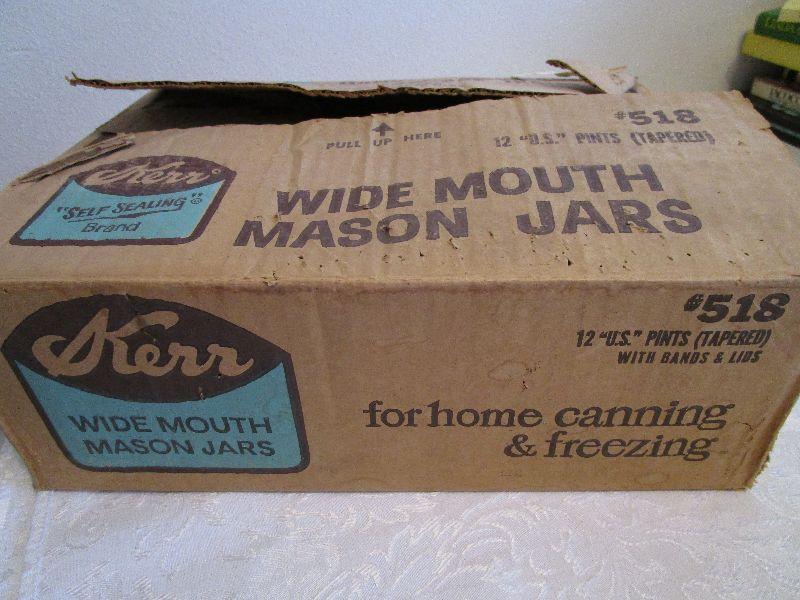 #518
PULL UP HERE
12 "U.S." PINTS (TAPERED)
Kerr®
"SELF SEALING"®
Brand
WIDE MOUTH
MASON JARS
#518
12 "U.S." PINTS (TAPERED)
WITH BANDS & LIDS
Kerr
WIDE MOUTH
MASON JARS
for home canning
& freezing